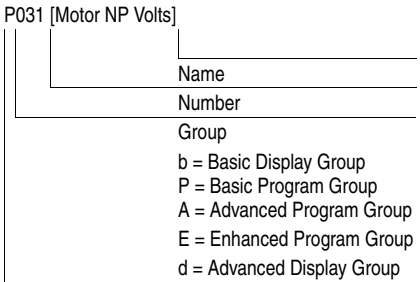 P031 [Motor NP Volts]
Name
Number
Group
b = Basic Display Group
P = Basic Program Group
A = Advanced Program Group
E = Enhanced Program Group
d = Advanced Display Group